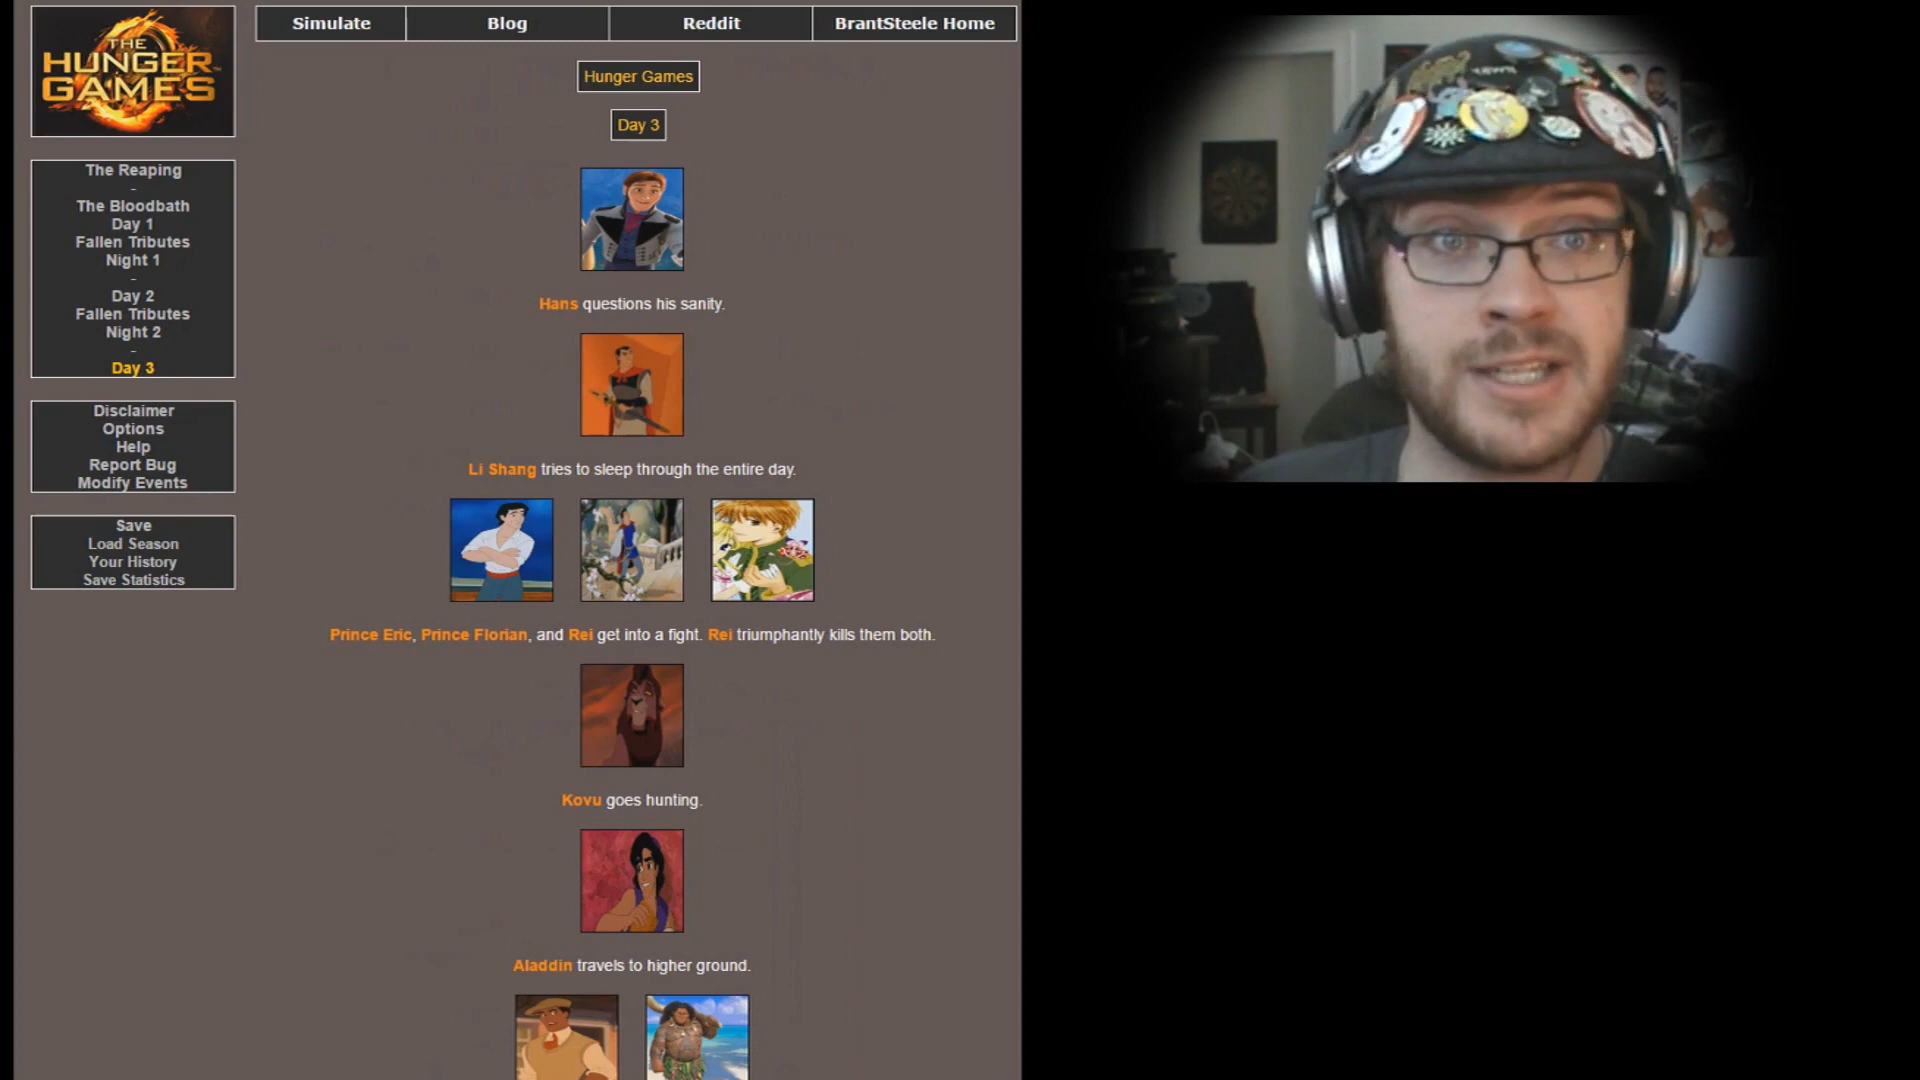 THE
HUNGER
GAMES
Simulate
Blog
Reddit
BrantSteele Home
The Reaping
-
The Bloodbath
Day 1
Fallen Tributes
Night 1
-
Day 2
Fallen Tributes
Night 2
-
Day 3
Disclaimer
Options
Help
Report Bug
Modify Events
Save
Load Season
Your History
Save Statistics
Hunger Games
Day 3
Hans questions his sanity.
Li Shang tries to sleep through the entire day.
Prince Eric, Prince Florian, and Rei get into a fight. Rei triumphantly kills them both.
Kovu goes hunting.
Aladdin travels to higher ground.